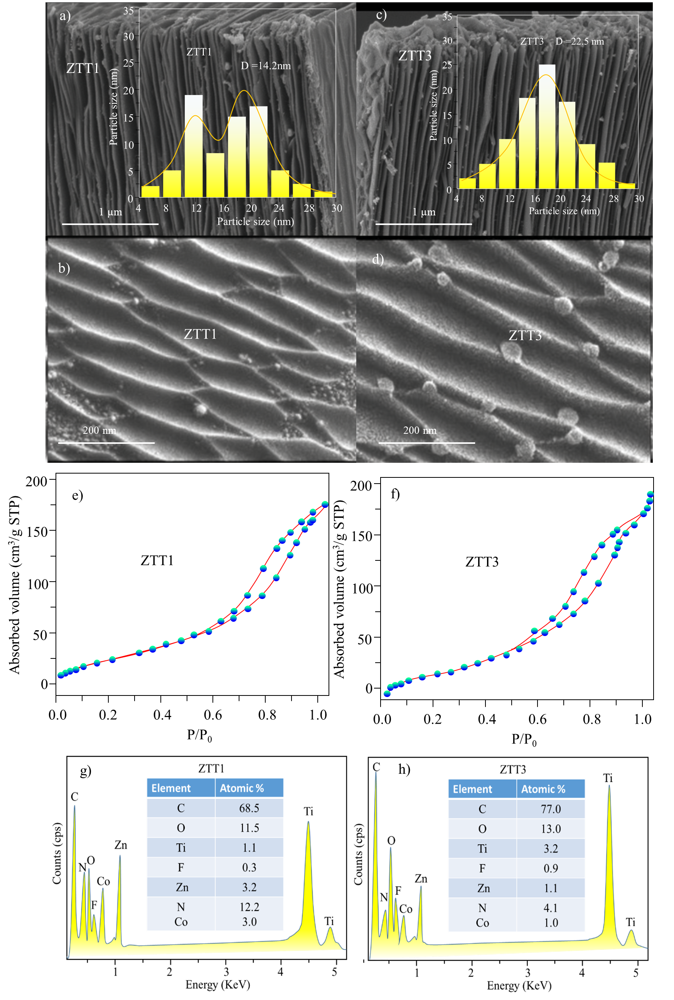 a)
ZTT1
ZTT1
D =14.2nm
Particle size (nm)
35
30
25
20
15
10
5
0
4 8 12 16 20 24 28 30
Particle size (nm)
1 µm
c)
ZTT3
ZTT3 D =22.5 nm
Particle size (nm)
35
30
25
20
15
10
5
0
4 8 12 16 20 24 28 30
Particle size (nm)
1 µm
b)
ZTT1
200 nm
d)
ZTT3
200 nm
e)
ZTT1
Absorbed volume (cm³/g STP)
200
150
100
50
0
0.0 0.2 0.4 0.6 0.8 1.0
P/P₀
f)
ZTT3
Absorbed volume (cm³/g STP)
200
150
100
50
0
0.0 0.2 0.4 0.6 0.8 1.0
P/P₀
g)
ZTT1
Element Atomic %
C 68.5
O 11.5
Ti 1.1
F 0.3
Zn 3.2
N 12.2
Co 3.0
C
N
O
F
Co
Zn
Ti
Ti
Counts (cps)
1 2 3 4 5
Energy (KeV)
h)
ZTT3
Element Atomic %
C 77.0
O 13.0
Ti 3.2
F 0.9
Zn 1.1
N 4.1
Co 1.0
C
N
O
F
Co
Zn
Ti
Ti
Counts (cps)
1 2 3 4 5
Energy (KeV)